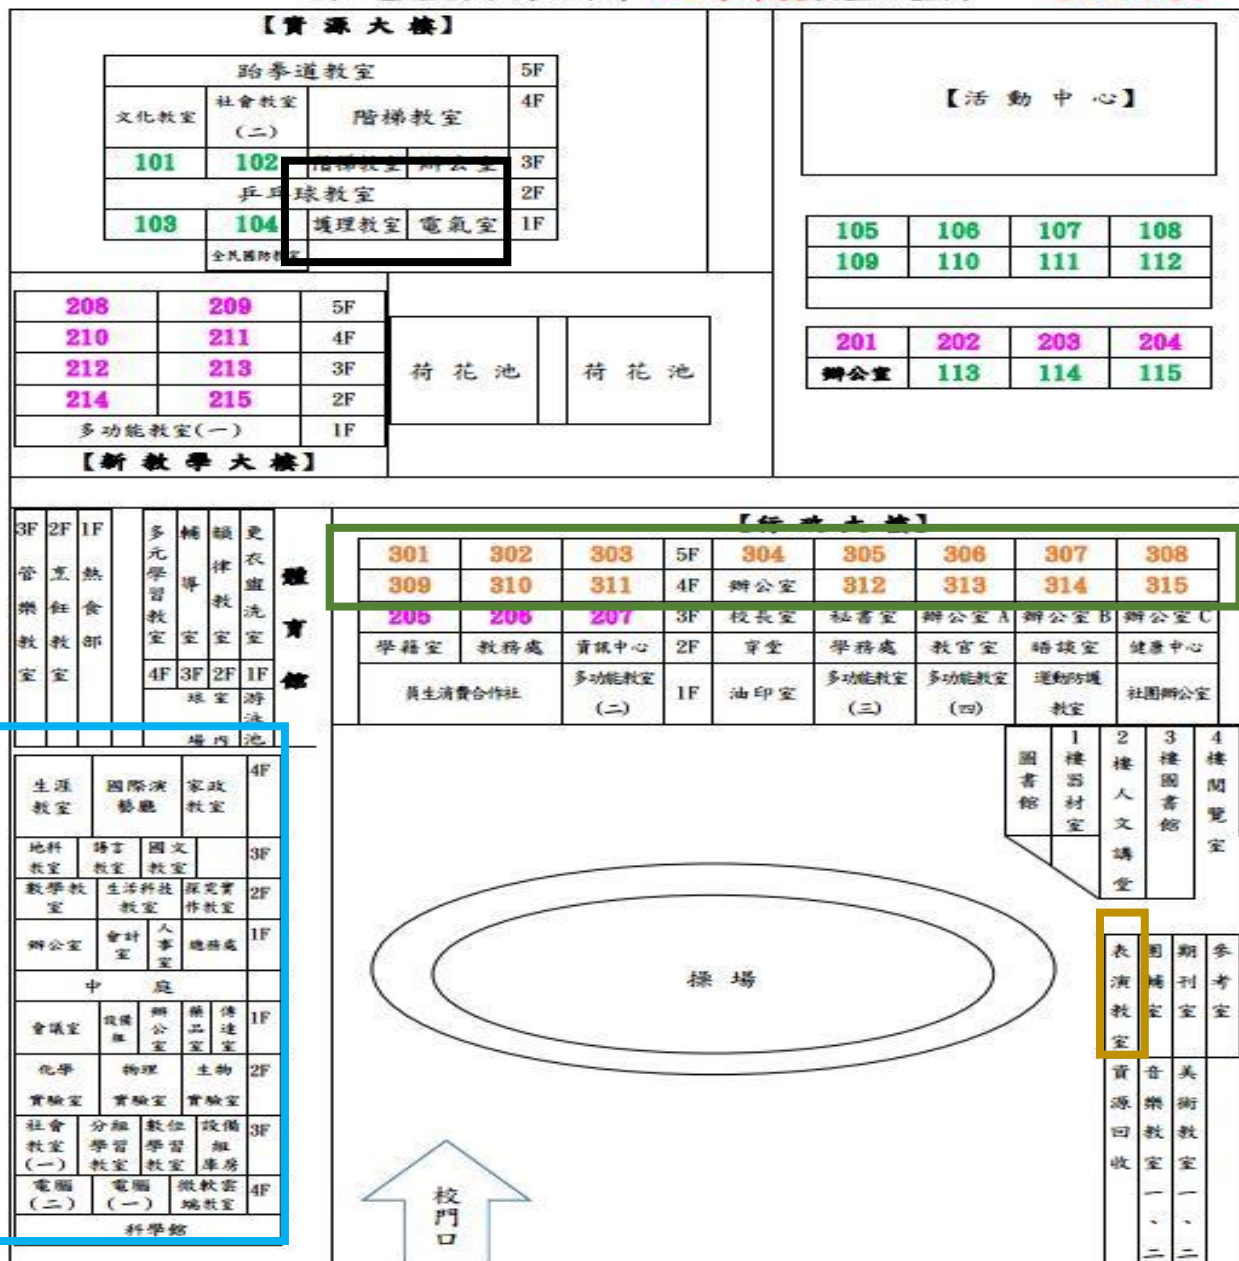 【資源大樓】
跆拳道教室 5F
文化教室 社會教室(二) 階梯教室 4F
101 102 階梯教室 辦公室 3F
乒乓球教室 2F
103 104 護理教室 電氣室 1F
全民國防教室
【活動中心】
105 106 107 108
109 110 111 112
201 202 203 204
辦公室 113 114 115
208 209 5F
210 211 4F
212 213 3F
214 215 2F
多功能教室(一) 1F
【新教學大樓】
荷花池 荷花池
3F 管樂教室
2F 烹飪教室
1F 熱食部
多元學習教室 4F
輔導室 3F
韻律教室 2F
更衣盥洗室 1F
體育館
球室
場內
游泳池
【行政大樓】
301 302 303 5F 304 305 306 307 308
309 310 311 4F 辦公室 312 313 314 315
205 206 207 3F 校長室 秘書室 辦公室A 辦公室B 辦公室C
學籍室 教務處 資訊中心 2F 穿堂 學務處 教官室 晤談室 健康中心
員生消費合作社 多功能教室(二) 1F 油印室 多功能教室(三) 多功能教室(四) 運動防護教室 社團辦公室
生涯教室 國際演藝廳 家政教室 4F
地科教室 語言教室 國文教室 3F
數學教室 生活科技教室 探究實作教室 2F
辦公室 會計室 人事室 總務處 1F
中庭
會議室 設備組 辦公室 藥品室 傳達室 1F
化學實驗室 物理實驗室 生物實驗室 2F
社會教室(一) 分組學習教室 數位學習教室 設備組庫房 3F
電腦(二) 電腦(一) 微軟雲端教室 4F
科學館
圖書館
1樓器材室
2樓人文講堂
3樓圖書館
4樓閱覽室
操場
表演教室
團輔室
期刊室
參考室
資源回收
音樂教室一、二
美術教室一、二
校門口